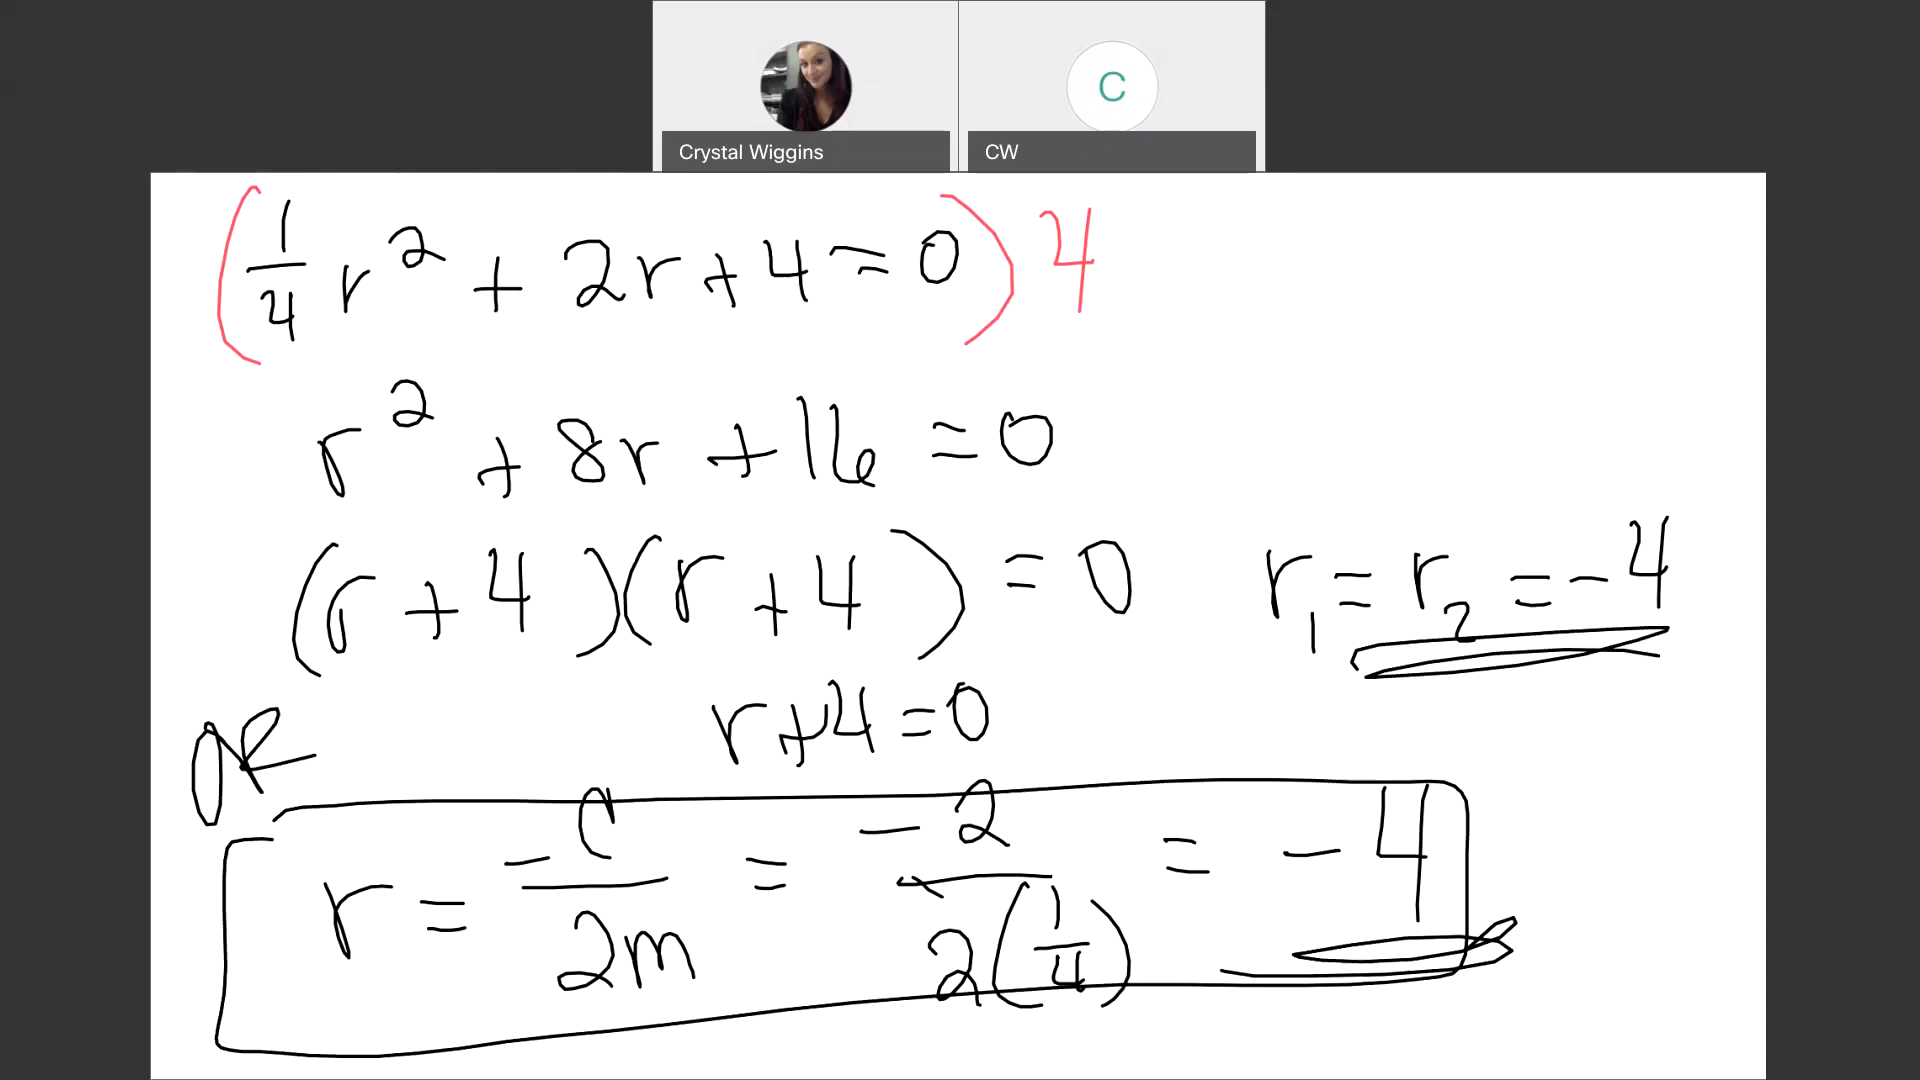 Crystal Wiggins
C
CW
(1/4 r² + 2r + 4 = 0) 4
r² + 8r + 16 = 0
(r + 4)(r + 4) = 0
r₁ = r₂ = -4
r + 4 = 0
OR
r = -c/2m = -2/2(1/4) = -4